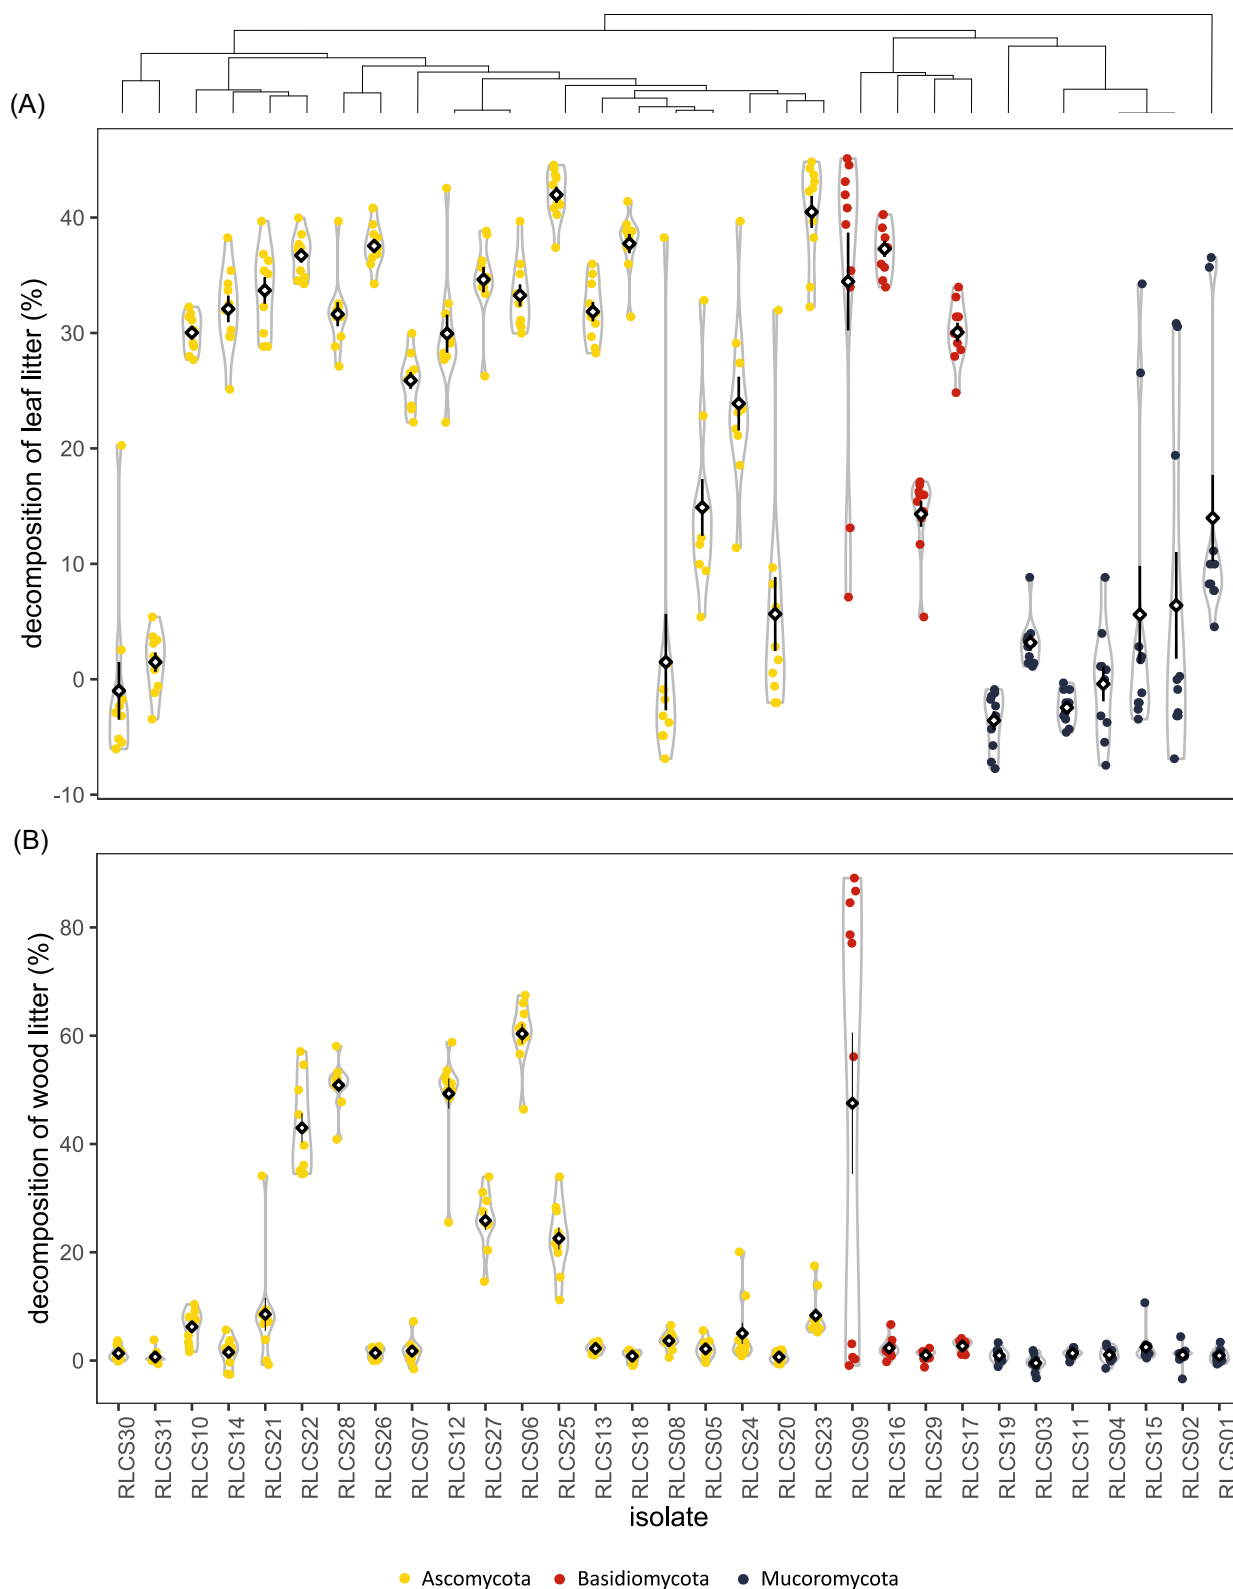 (A)
decomposition of leaf litter (%)
40
30
20
10
0
-10
(B)
decomposition of wood litter (%)
80
60
40
20
0
RLCS30
RLCS31
RLCS10
RLCS14
RLCS21
RLCS22
RLCS28
RLCS26
RLCS07
RLCS12
RLCS27
RLCS06
RLCS25
RLCS13
RLCS18
RLCS08
RLCS05
RLCS24
RLCS20
RLCS23
RLCS09
RLCS16
RLCS29
RLCS17
RLCS19
RLCS03
RLCS11
RLCS04
RLCS15
RLCS02
RLCS01
isolate
Ascomycota Basidiomycota Mucoromycota